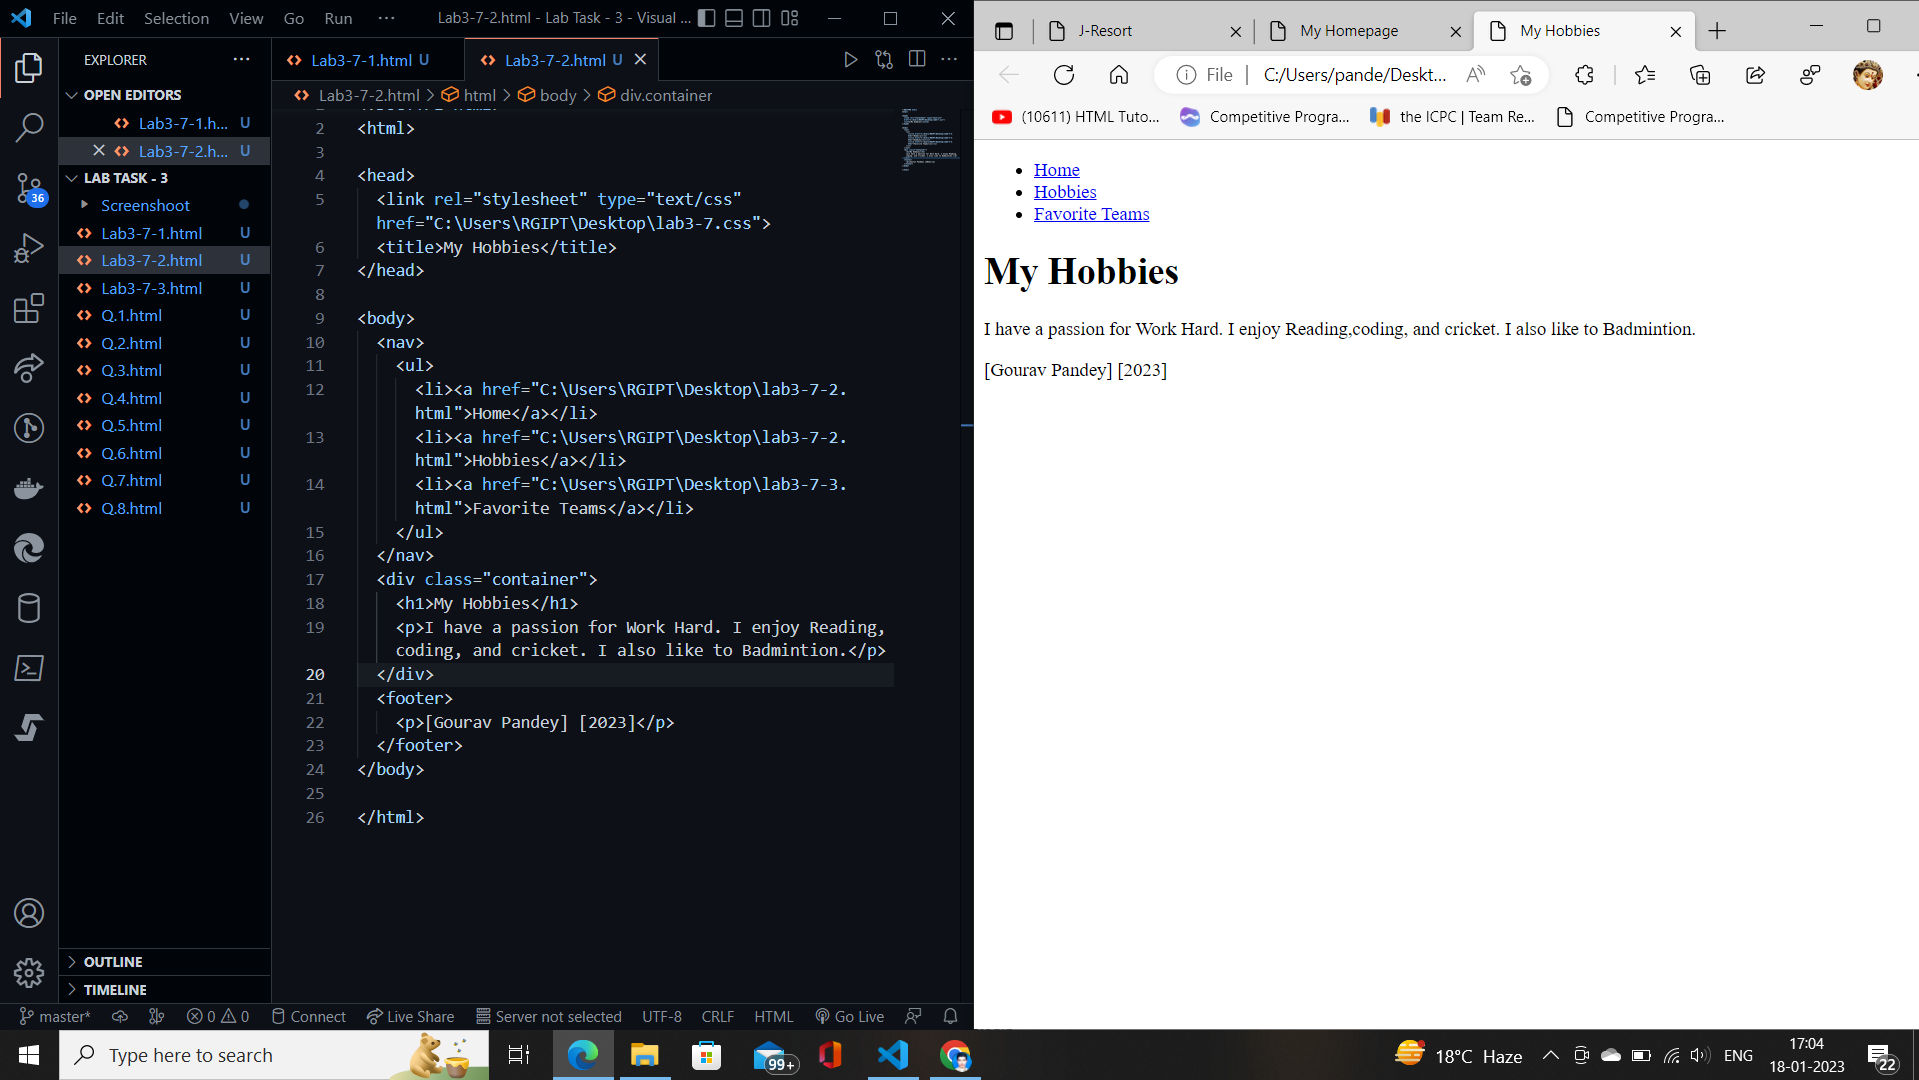 File Edit Selection View Go Run ··· Lab3-7-2.html - Lab Task - 3 - Visual ...
EXPLORER ···
OPEN EDITORS
Lab3-7-1.h... U
Lab3-7-2.h... U
LAB TASK - 3
Screenshoot
Lab3-7-1.html U
Lab3-7-2.html U
Lab3-7-3.html U
Q.1.html U
Q.2.html U
Q.3.html U
Q.4.html U
Q.5.html U
Q.6.html U
Q.7.html U
Q.8.html U
OUTLINE
TIMELINE
36
Lab3-7-1.html U Lab3-7-2.html U
Lab3-7-2.html > html > body > div.container
2 <html>
3
4 <head>
5 <link rel="stylesheet" type="text/css"
href="C:\Users\RGIPT\Desktop\lab3-7.css">
6 <title>My Hobbies</title>
7 </head>
8
9 <body>
10 <nav>
11 <ul>
12 <li><a href="C:\Users\RGIPT\Desktop\lab3-7-2.
html">Home</a></li>
13 <li><a href="C:\Users\RGIPT\Desktop\lab3-7-2.
html">Hobbies</a></li>
14 <li><a href="C:\Users\RGIPT\Desktop\lab3-7-3.
html">Favorite Teams</a></li>
15 </ul>
16 </nav>
17 <div class="container">
18 <h1>My Hobbies</h1>
19 <p>I have a passion for Work Hard. I enjoy Reading,
coding, and cricket. I also like to Badmintion.</p>
20 </div>
21 <footer>
22 <p>[Gourav Pandey] [2023]</p>
23 </footer>
24 </body>
25
26 </html>
master* 0 0 Connect Live Share Server not selected UTF-8 CRLF HTML Go Live
J-Resort My Homepage My Hobbies
File C:/Users/pande/Deskt...
(10611) HTML Tuto... Competitive Progra... the ICPC | Team Re... Competitive Progra...
Home
Hobbies
Favorite Teams
My Hobbies
I have a passion for Work Hard. I enjoy Reading,coding, and cricket. I also like to Badmintion.
[Gourav Pandey] [2023]
Type here to search
99+
18°C Haze
ENG
17:04
18-01-2023
22